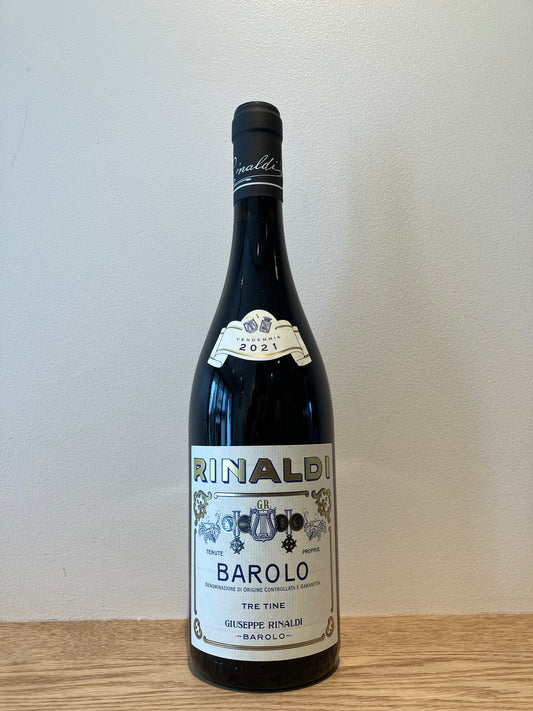 Rinaldi
VENDEMMIA
2021
RINALDI
GR
TENUTE PROPRIE
BAROLO
DENOMINAZIONE DI ORIGINE CONTROLLATA E GARANTITA
TRE TINE
GIUSEPPE RINALDI
BAROLO